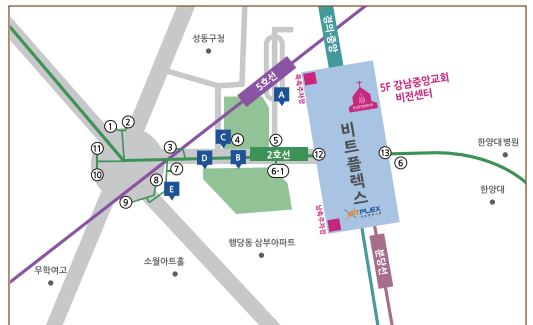 경의·중앙
성동구청
5호선
북측주차장
5F 강남중앙교회
비전센터
A
1
2
C
4
5
3
11
D
B
2호선
12
13
6
한양대병원
10
7
6-1
8
E
9
비트플렉스
한양대
BITPLEX
남측주차장
행당동 삼부아파트
소월아트홀
무학여고
분당선